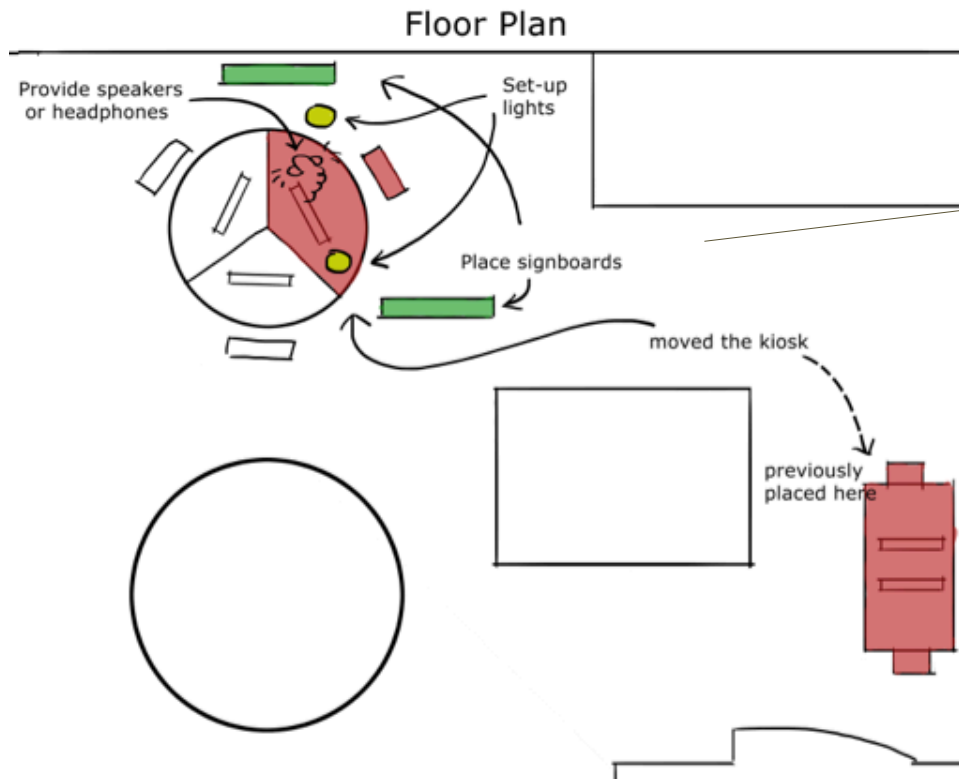 Floor Plan
Provide speakers
or headphones
Set-up
lights
Place signboards
moved the kiosk
previously
placed here